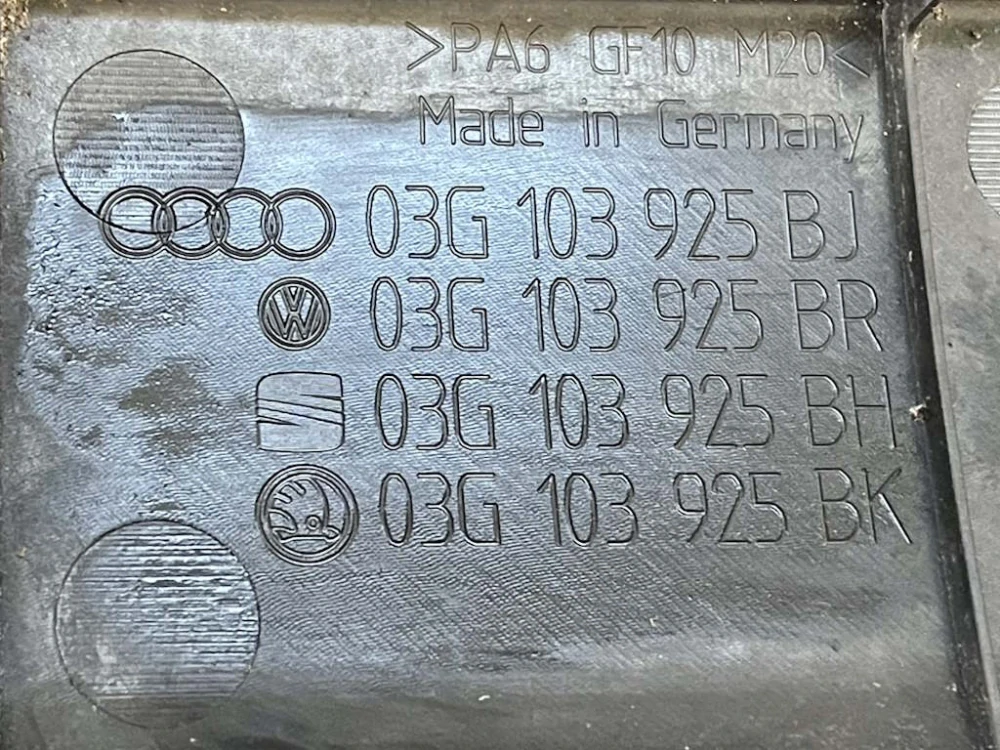 >PA6 GF10 M20<
Made in Germany
03G 103 925 BJ
03G 103 925 BR
03G 103 925 BH
03G 103 925 BK